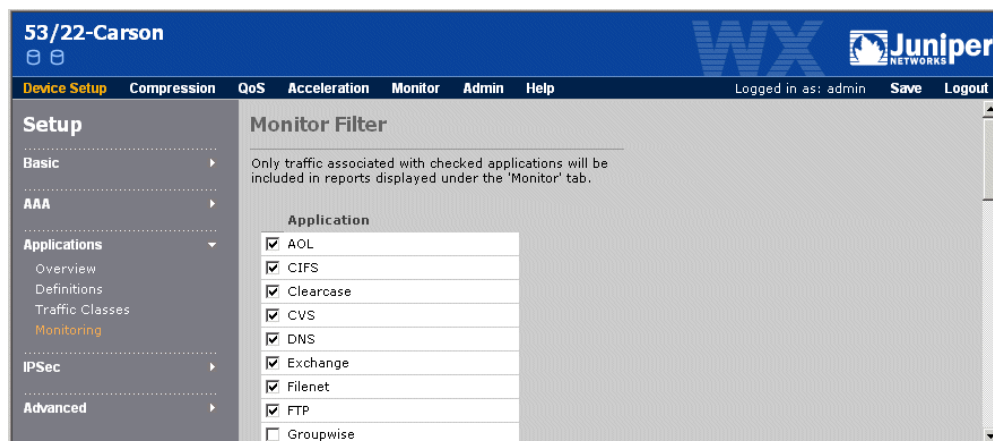 53/22-Carson
WX
Juniper
NETWORKS
Device Setup Compression QoS Acceleration Monitor Admin Help Logged in as: admin Save Logout
Setup
Basic
AAA
Applications
Overview
Definitions
Traffic Classes
Monitoring
IPSec
Advanced
Monitor Filter
Only traffic associated with checked applications will be
included in reports displayed under the 'Monitor' tab.
Application
AOL
CIFS
Clearcase
CVS
DNS
Exchange
Filenet
FTP
Groupwise